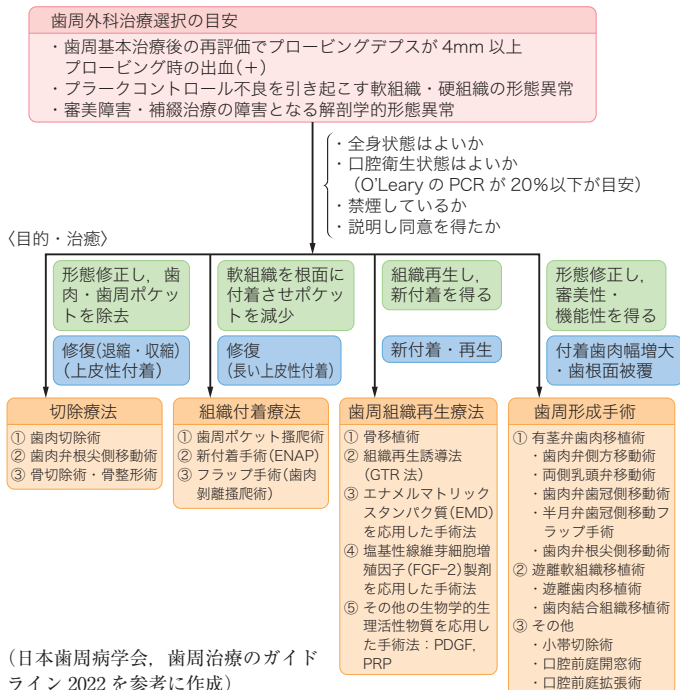 歯周外科治療選択の目安
・歯周基本治療後の再評価でプロービングデプスが 4mm 以上
プロービング時の出血(＋)
・プラークコントロール不良を引き起こす軟組織・硬組織の形態異常
・審美障害・補綴治療の障害となる解剖学的形態異常
・全身状態はよいか
・口腔衛生状態はよいか
(O'Leary の PCR が 20％以下が目安)
・禁煙しているか
・説明し同意を得たか
〈目的・治癒〉
形態修正し，歯
肉・歯周ポケッ
トを除去
修復(退縮・収縮)
(上皮性付着)
切除療法
① 歯肉切除術
② 歯肉弁根尖側移動術
③ 骨切除術・骨整形術
軟組織を根面に
付着させポケッ
トを減少
修復
(長い上皮性付着)
組織付着療法
① 歯周ポケット掻爬術
② 新付着手術(ENAP)
③ フラップ手術(歯肉
剝離掻爬術)
組織再生し，
新付着を得る
新付着・再生
歯周組織再生療法
① 骨移植術
② 組織再生誘導法
(GTR 法)
③ エナメルマトリックス
スタンパク質(EMD)
を応用した手術法
④ 塩基性線維芽細胞増
殖因子(FGF-2)製剤
を応用した手術法
⑤ その他の生物学的生
理活性物質を応用し
た手術法：PDGF,
PRP
形態修正し，
審美性・
機能性を得る
付着歯肉幅増大
・歯根面被覆
歯周形成手術
① 有茎弁歯肉移植術
・歯肉弁側方移動術
・両側乳頭弁移動術
・歯肉弁歯冠側移動術
・半月弁歯冠側移動フ
ラップ手術
・歯肉弁根尖側移動術
② 遊離軟組織移植術
・遊離歯肉移植術
・歯肉結合組織移植術
③ その他
・小帯切除術
・口腔前庭開窓術
・口腔前庭拡張術
(日本歯周病学会，歯周治療のガイド
ライン 2022 を参考に作成)